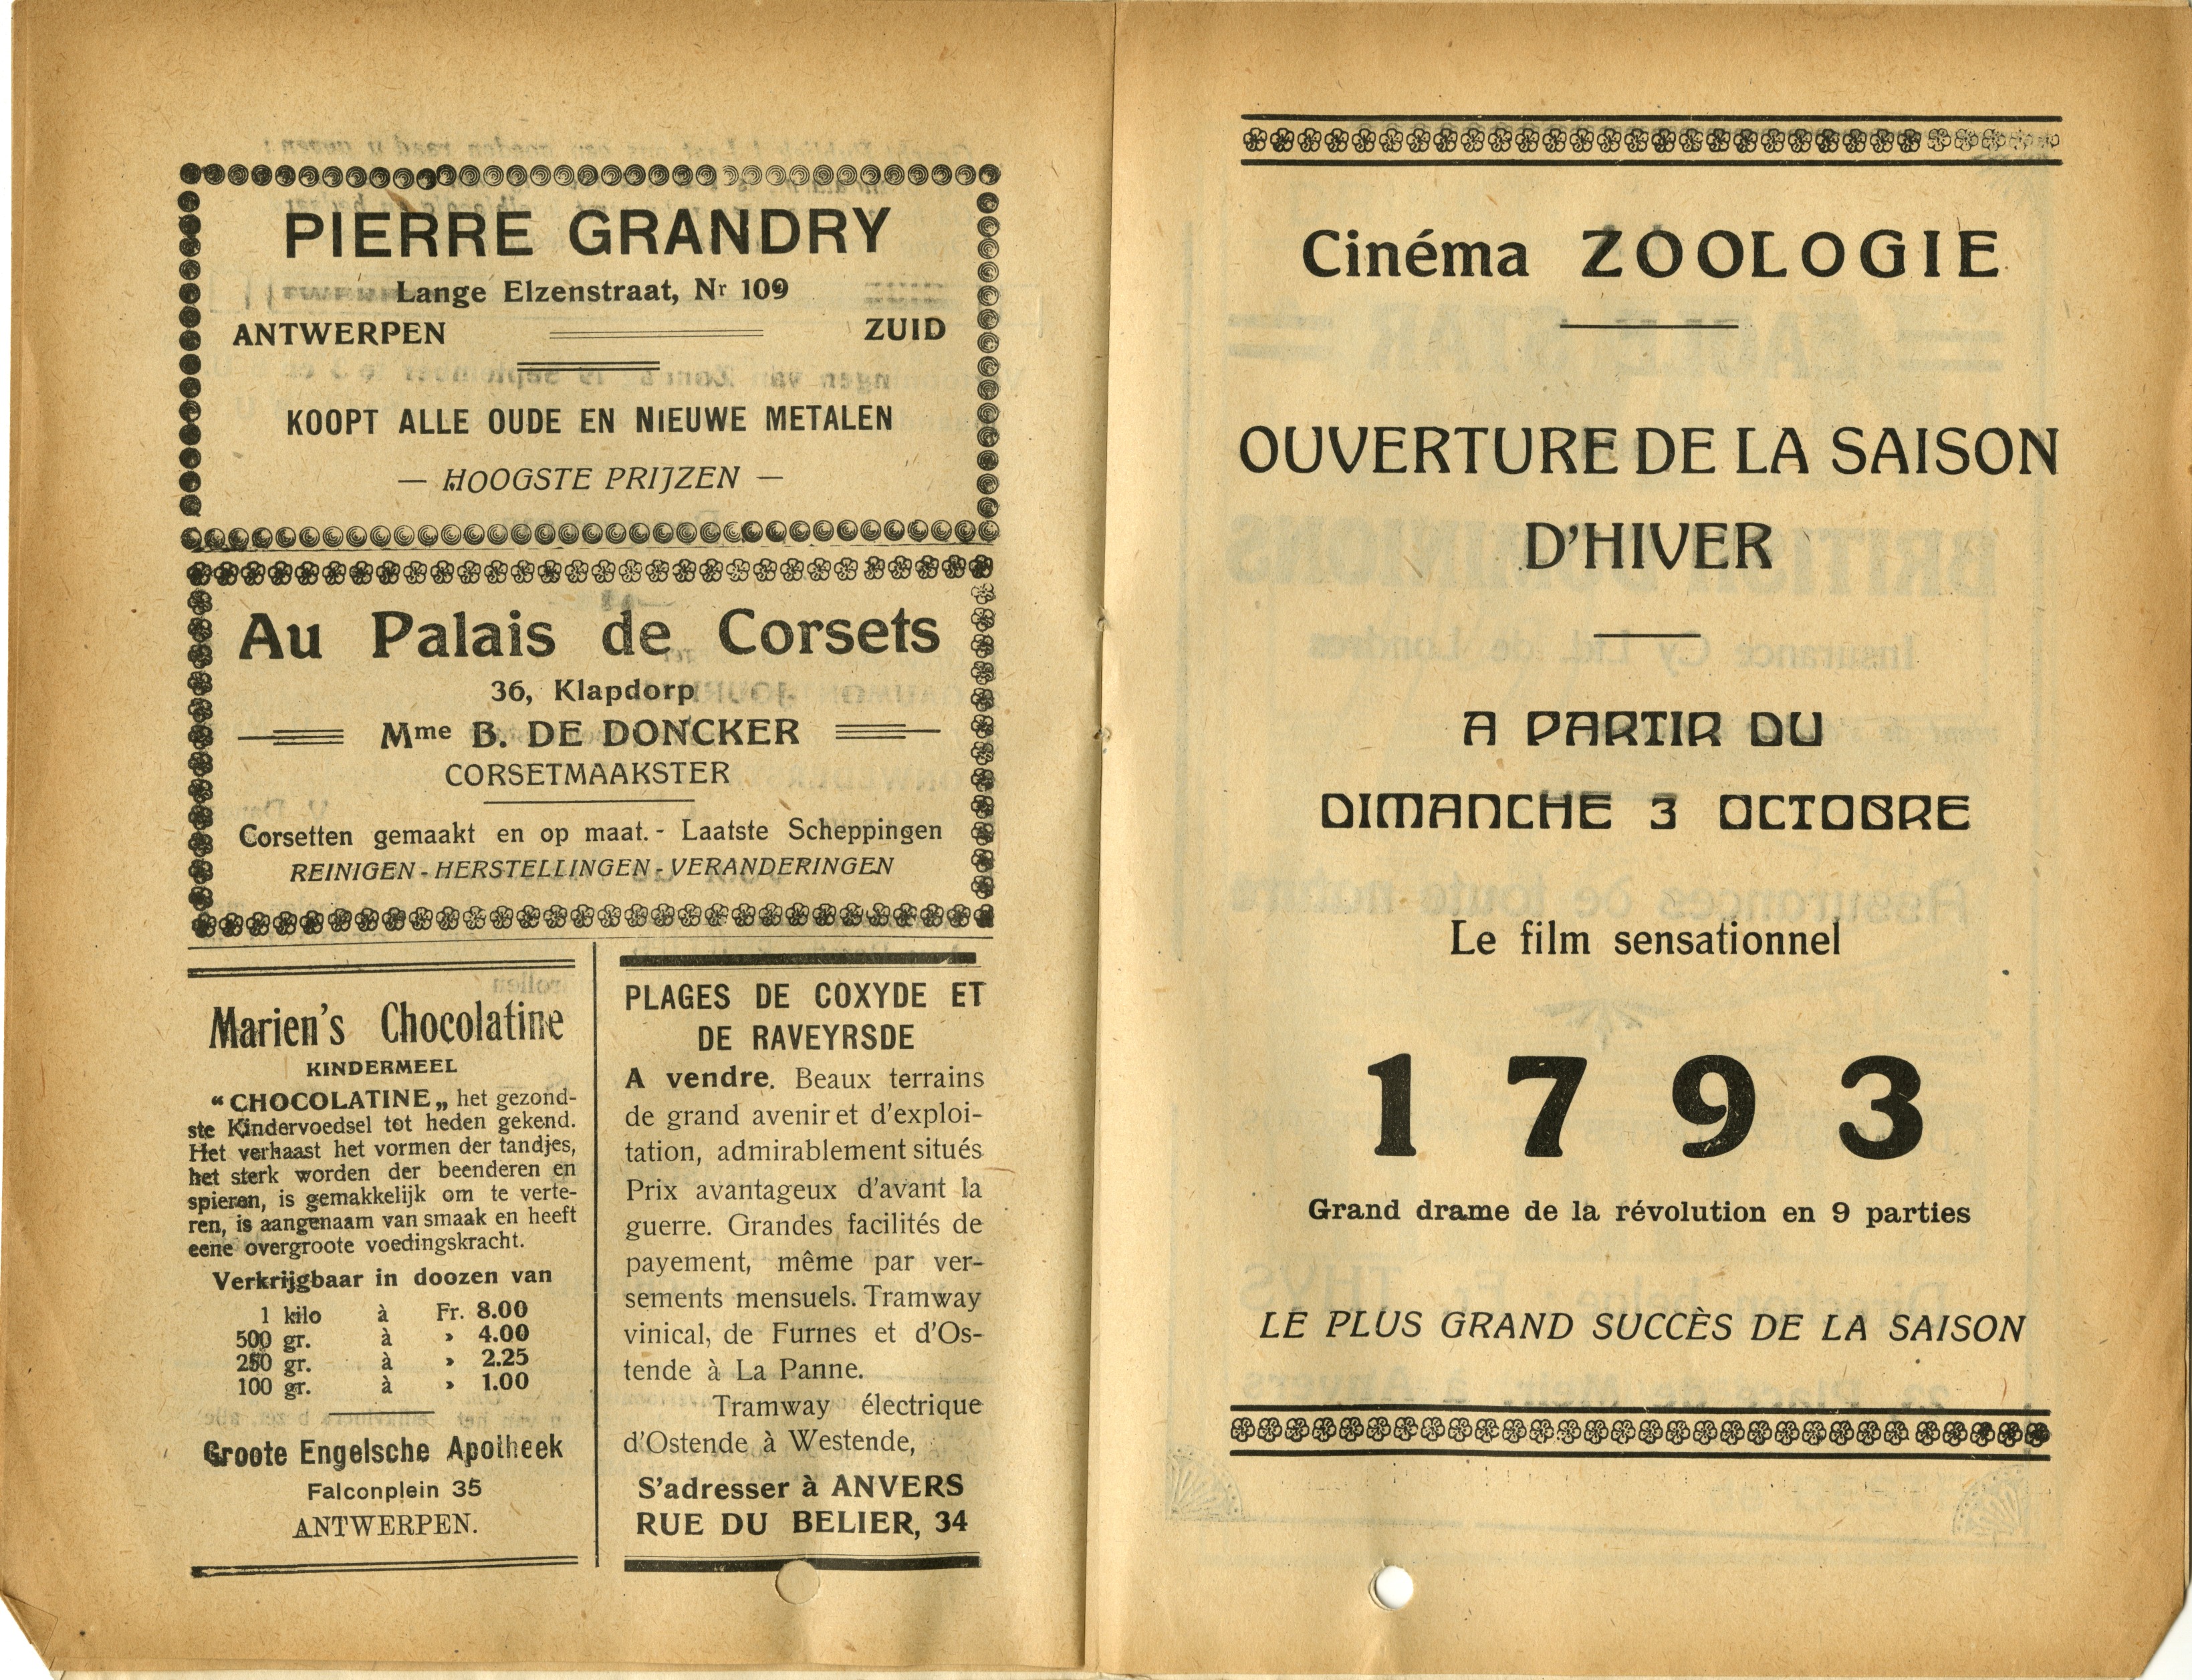 PIERRE GRANDRY
Lange Elzenstraat, Nr 109
ANTWERPEN ZUID
KOOPT ALLE OUDE EN NIEUWE METALEN
— HOOGSTE PRIJZEN —
Au Palais de Corsets
36, Klapdorp
Mme B. DE DONCKER
CORSETMAAKSTER
Corsetten gemaakt en op maat. - Laatste Scheppingen
REINIGEN - HERSTELLINGEN - VERANDERINGEN
Marien's Chocolatine
KINDERMEEL
“ CHOCOLATINE „ het gezond-
ste Kindervoedsel tot heden gekend.
Het verhaast het vormen der tandjes,
het sterk worden der beenderen en
spieren, is gemakkelijk om te verte-
ren, is aangenaam van smaak en heeft
eene overgroote voedingskracht.
Verkrijgbaar in doozen van
1 kilo à Fr. 8.00
500 gr. à » 4.00
250 gr. à » 2.25
100 gr. à » 1.00
Groote Engelsche Apotheek
Falconplein 35
ANTWERPEN.
PLAGES DE COXYDE ET
DE RAVEYRSDE
A vendre. Beaux terrains
de grand avenir et d'exploi-
tation, admirablement situés
Prix avantageux d'avant la
guerre. Grandes facilités de
payement, même par ver-
sements mensuels. Tramway
vinical, de Furnes et d'Os-
tende à La Panne.
Tramway électrique
d'Ostende à Westende,
S'adresser à ANVERS
RUE DU BELIER, 34
Cinéma ZOOLOGIE
OUVERTURE DE LA SAISON
D'HIVER
A PARTIR DU
DIMANCHE 3 OCTOBRE
Le film sensationnel
1793
Grand drame de la révolution en 9 parties
LE PLUS GRAND SUCCÈS DE LA SAISON